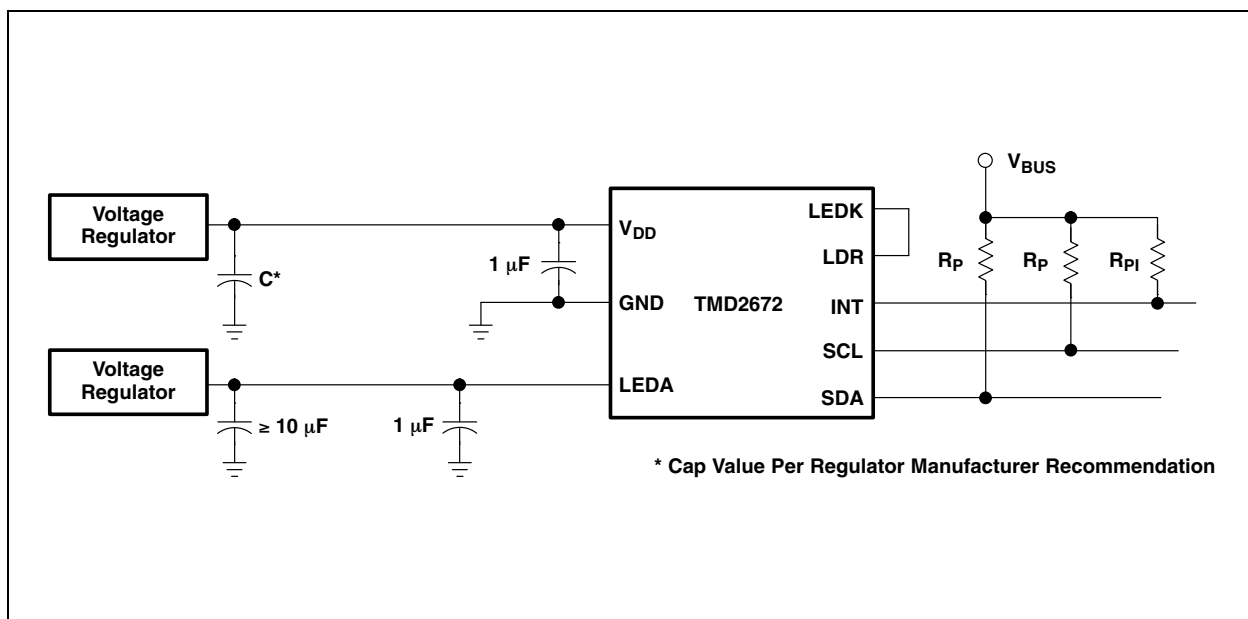 V_BUS
Voltage
Regulator
LEDK
V_DD
LDR
R_P
R_P
R_PI
1 μF
C*
GND
TMD2672
INT
SCL
Voltage
Regulator
LEDA
SDA
≥ 10 μF
1 μF
* Cap Value Per Regulator Manufacturer Recommendation